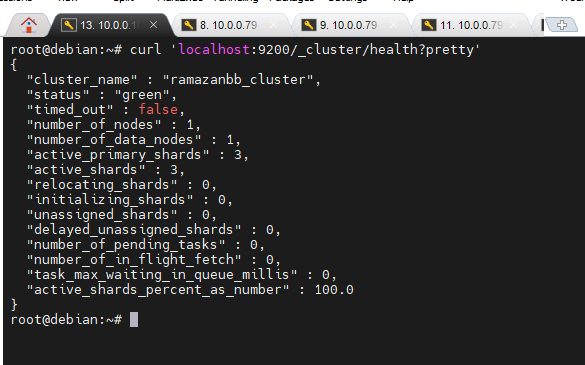 13. 10.0.0.1
8. 10.0.0.79
9. 10.0.0.79
11. 10.0.0.79
root@debian:~# curl 'localhost:9200/_cluster/health?pretty'
{
  "cluster_name" : "ramazanbb_cluster",
  "status" : "green",
  "timed_out" : false,
  "number_of_nodes" : 1,
  "number_of_data_nodes" : 1,
  "active_primary_shards" : 3,
  "active_shards" : 3,
  "relocating_shards" : 0,
  "initializing_shards" : 0,
  "unassigned_shards" : 0,
  "delayed_unassigned_shards" : 0,
  "number_of_pending_tasks" : 0,
  "number_of_in_flight_fetch" : 0,
  "task_max_waiting_in_queue_millis" : 0,
  "active_shards_percent_as_number" : 100.0
}
root@debian:~#